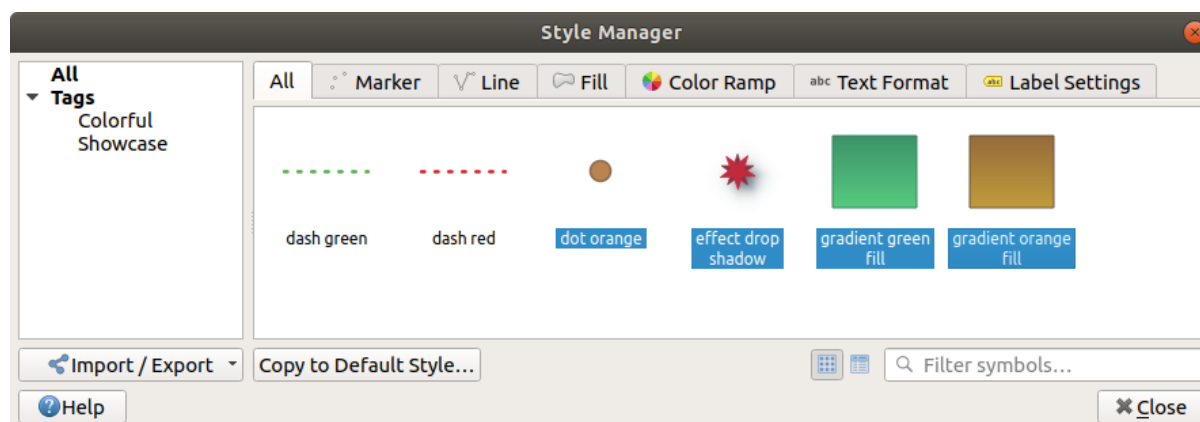 Style Manager
All
Tags
Colorful
Showcase
All
Marker
Line
Fill
Color Ramp
abc Text Format
abc Label Settings
dash green
dash red
dot orange
effect drop
shadow
gradient green
fill
gradient orange
fill
Import / Export
Copy to Default Style...
Filter symbols...
?Help
Close